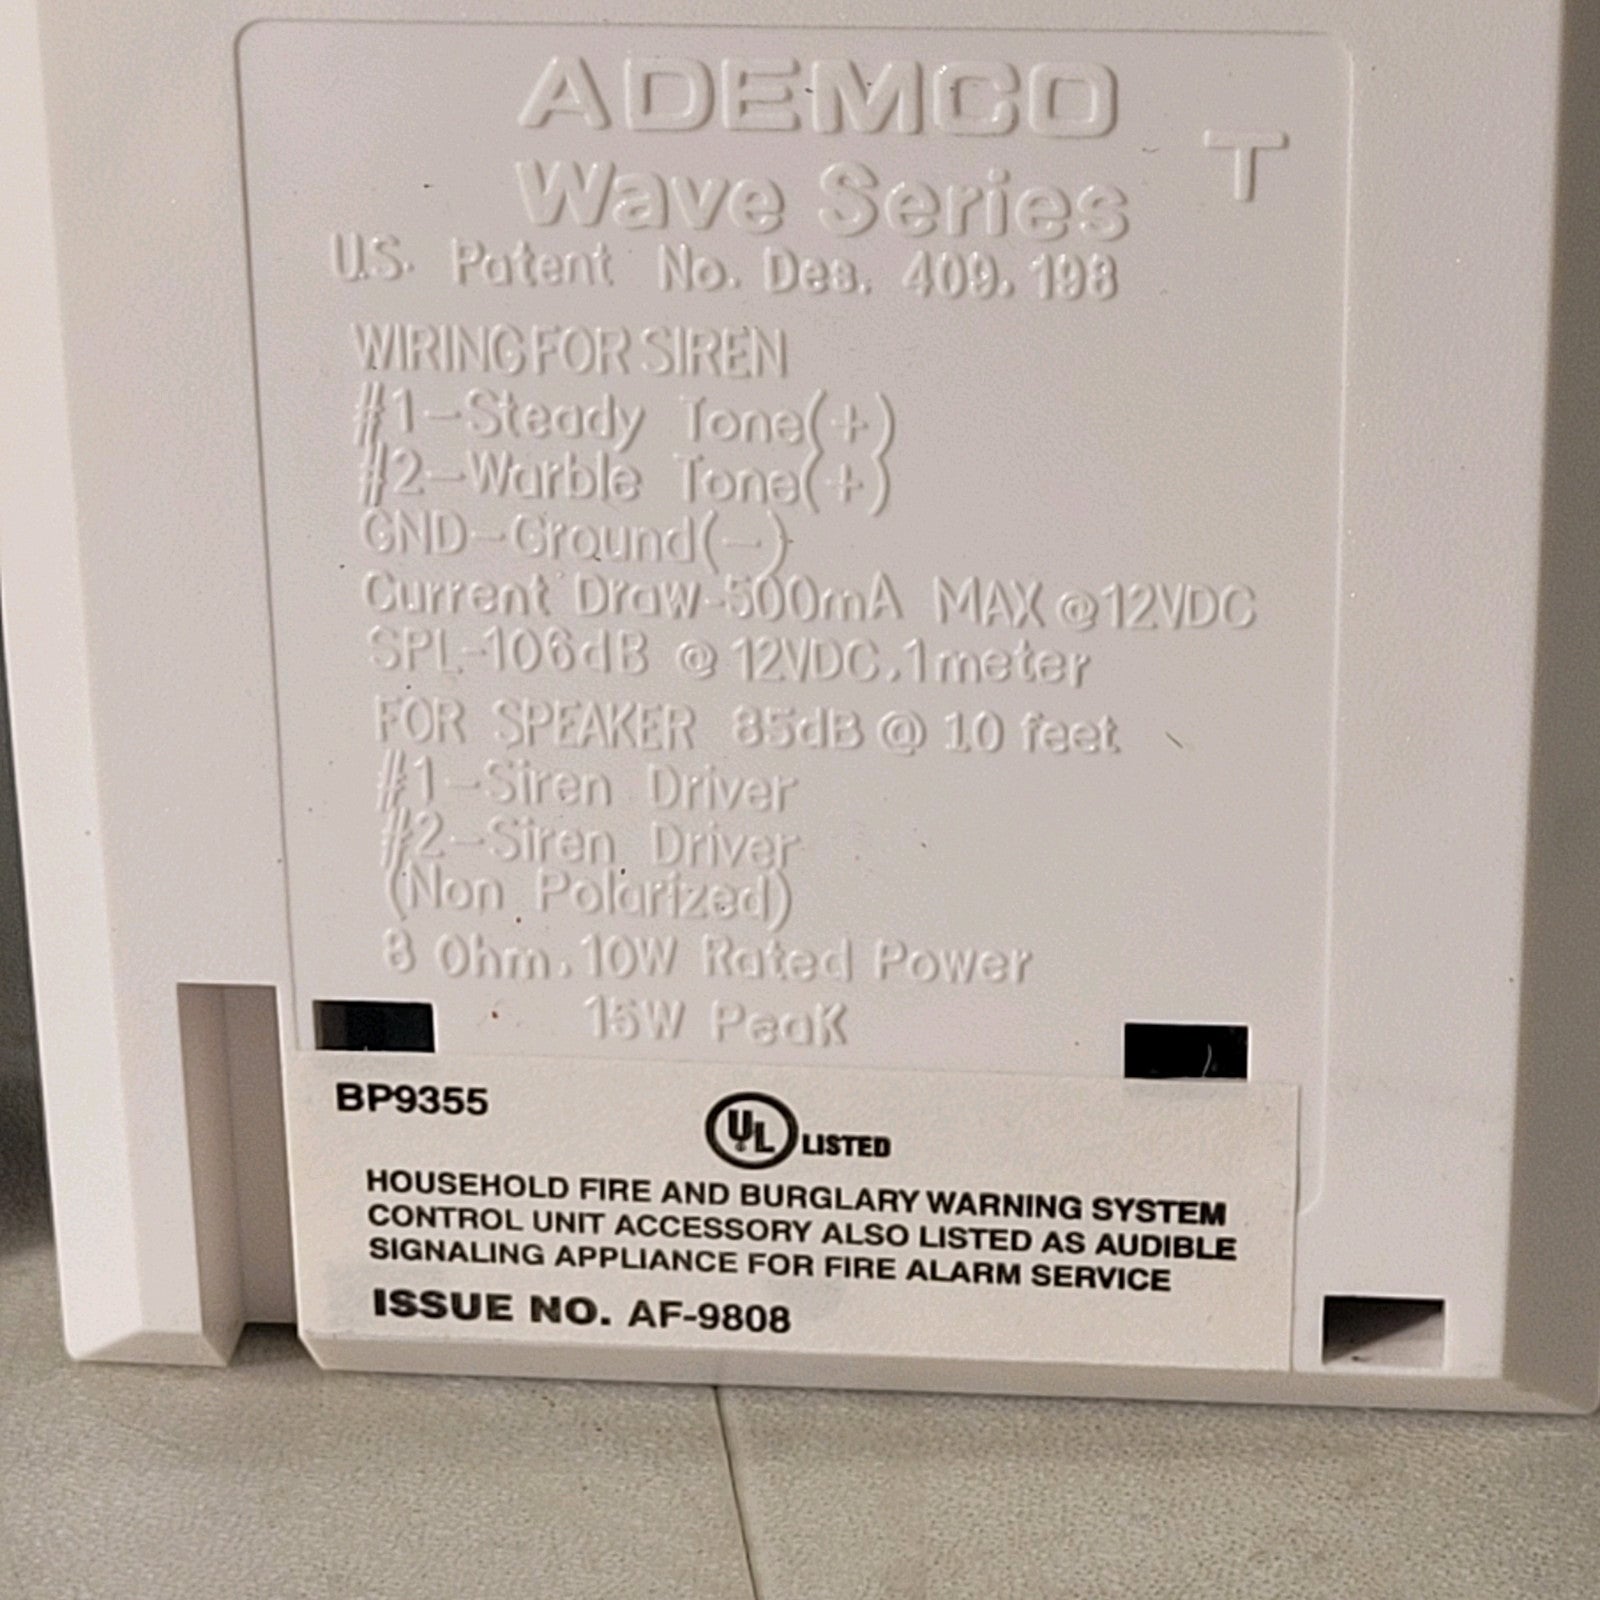 ADEMCO
T
Wave Series
U.S. Patent No. Des. 409,198
WIRING FOR SIREN
#1-Steady Tone(+)
#2-Warble Tone(+)
GND-Ground(-)
Current Draw-500mA MAX @12VDC
SPL-106dB @ 12VDC,1meter
FOR SPEAKER 85dB @ 10 feet
#1-Siren Driver
#2-Siren Driver
(Non Polarized)
8 Ohm, 10W Rated Power
15W Peak
BP9355
UL LISTED
HOUSEHOLD FIRE AND BURGLARY WARNING SYSTEM
CONTROL UNIT ACCESSORY ALSO LISTED AS AUDIBLE
SIGNALING APPLIANCE FOR FIRE ALARM SERVICE
ISSUE NO. AF-9808